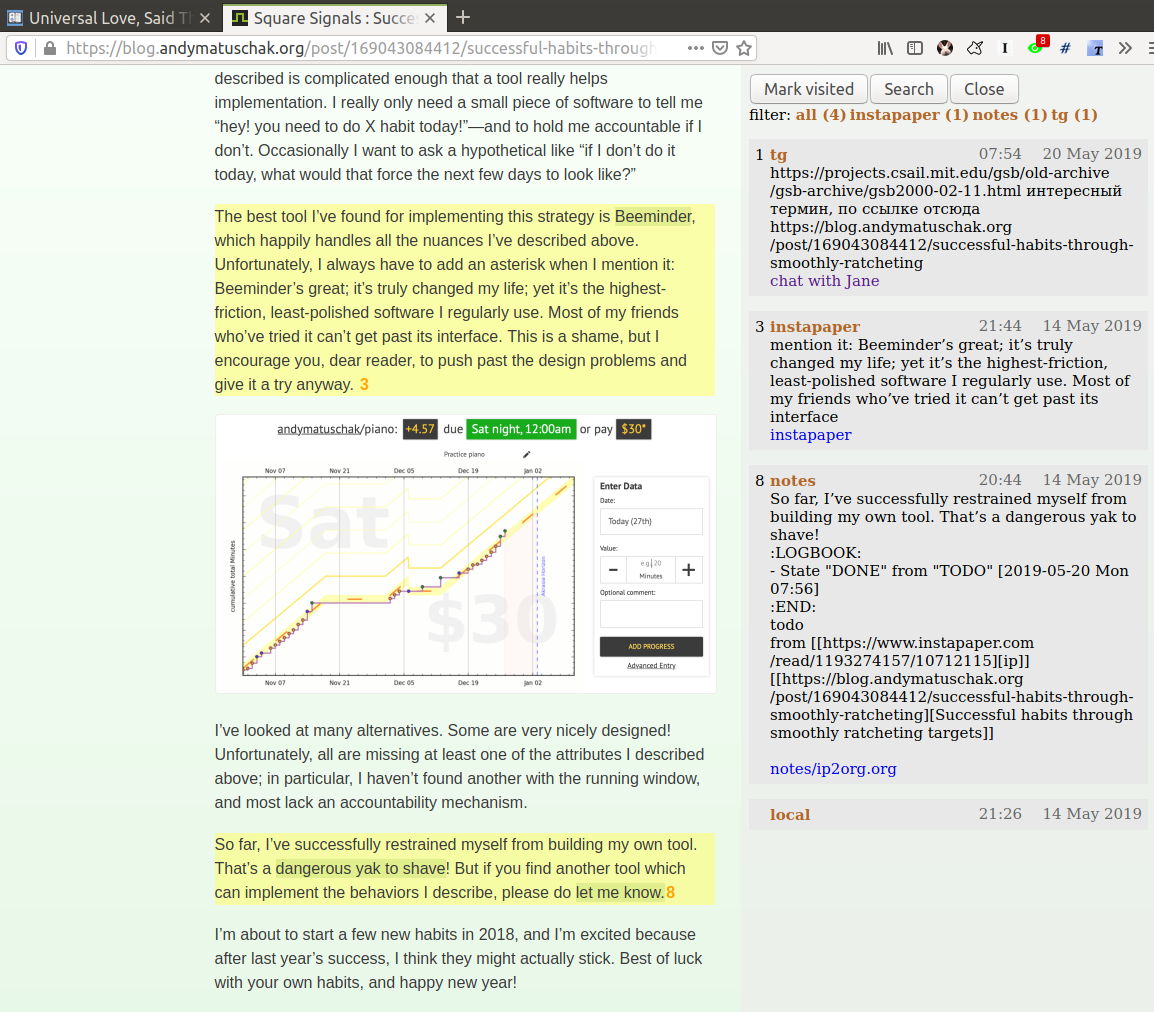 Universal Love, Said Th
Square Signals : Succe
https://blog.andymatuschak.org/post/169043084412/successful-habits-through
8
described is complicated enough that a tool really helps
implementation. I really only need a small piece of software to tell me
“hey! you need to do X habit today!”—and to hold me accountable if I
don’t. Occasionally I want to ask a hypothetical like “if I don’t do it
today, what would that force the next few days to look like?”
The best tool I’ve found for implementing this strategy is Beeminder,
which happily handles all the nuances I’ve described above.
Unfortunately, I always have to add an asterisk when I mention it:
Beeminder’s great; it’s truly changed my life; yet it’s the highest-
friction, least-polished software I regularly use. Most of my friends
who’ve tried it can’t get past its interface. This is a shame, but I
encourage you, dear reader, to push past the design problems and
give it a try anyway. 3
andymatuschak/piano: +4.57 due Sat night, 12:00am or pay $30*
Practice piano
Nov 07 Nov 21 Dec 05 Dec 19 Jan 02
Sat
$30
cumulative total Minutes
Akrasia Horizon
Nov 07 Nov 21 Dec 05 Dec 19 Jan 02
Enter Data
Date:
Today (27th)
Value:
− e.g. 20 +
Minutes
Optional comment:
ADD PROGRESS
Advanced Entry
I’ve looked at many alternatives. Some are very nicely designed!
Unfortunately, all are missing at least one of the attributes I described
above; in particular, I haven’t found another with the running window,
and most lack an accountability mechanism.
So far, I’ve successfully restrained myself from building my own tool.
That’s a dangerous yak to shave! But if you find another tool which
can implement the behaviors I describe, please do let me know.8
I’m about to start a few new habits in 2018, and I’m excited because
after last year’s success, I think they might actually stick. Best of luck
with your own habits, and happy new year!
Mark visited Search Close
filter: all (4) instapaper (1) notes (1) tg (1)
1 tg 07:54 20 May 2019
https://projects.csail.mit.edu/gsb/old-archive
/gsb-archive/gsb2000-02-11.html интересный
термин, по ссылке отсюда
https://blog.andymatuschak.org
/post/169043084412/successful-habits-through-
smoothly-ratcheting
chat with Jane
3 instapaper 21:44 14 May 2019
mention it: Beeminder’s great; it’s truly
changed my life; yet it’s the highest-friction,
least-polished software I regularly use. Most of
my friends who’ve tried it can’t get past its
interface
instapaper
8 notes 20:44 14 May 2019
So far, I’ve successfully restrained myself from
building my own tool. That’s a dangerous yak to
shave!
:LOGBOOK:
- State "DONE" from "TODO" [2019-05-20 Mon
07:56]
:END:
todo
from [[https://www.instapaper.com
/read/1193274157/10712115][ip]]
[[https://blog.andymatuschak.org
/post/169043084412/successful-habits-through-
smoothly-ratcheting][Successful habits through
smoothly ratcheting targets]]
notes/ip2org.org
local 21:26 14 May 2019